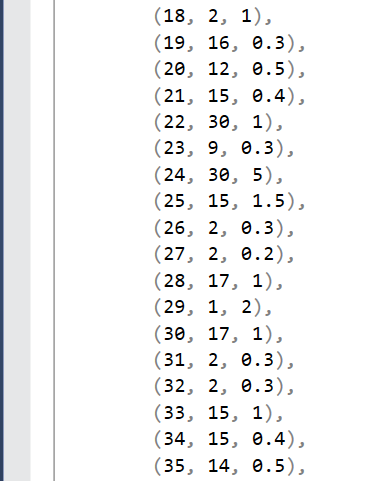 (18, 2, 1),
(19, 16, 0.3),
(20, 12, 0.5),
(21, 15, 0.4),
(22, 30, 1),
(23, 9, 0.3),
(24, 30, 5),
(25, 15, 1.5),
(26, 2, 0.3),
(27, 2, 0.2),
(28, 17, 1),
(29, 1, 2),
(30, 17, 1),
(31, 2, 0.3),
(32, 2, 0.3),
(33, 15, 1),
(34, 15, 0.4),
(35, 14, 0.5),